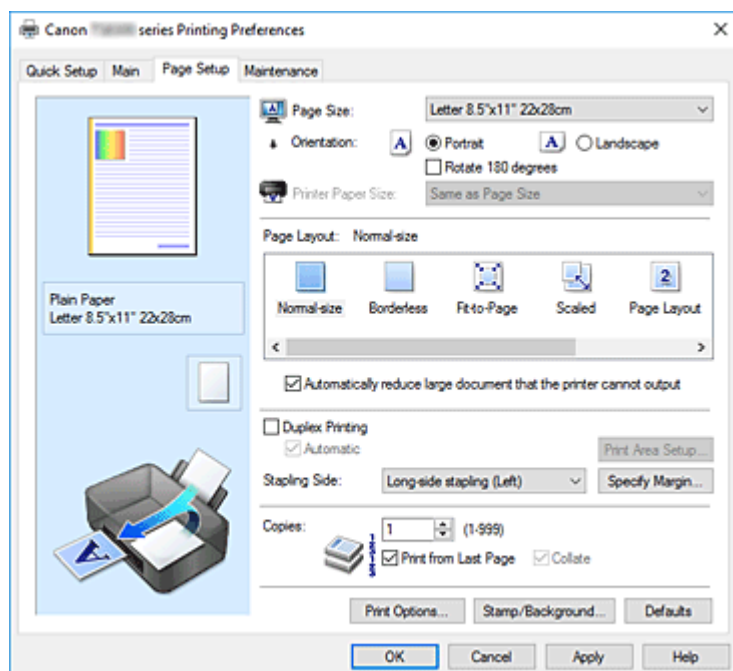 Canon series Printing Preferences
Quick Setup Main Page Setup Maintenance
Page Size: Letter 8.5"x11" 22x28cm
Orientation: A Portrait A Landscape
Rotate 180 degrees
Printer Paper Size: Same as Page Size
Page Layout: Normal-size
2
Normal-size Borderless Fit-to-Page Scaled Page Layout
Plain Paper
Letter 8.5"x11" 22x28cm
Automatically reduce large document that the printer cannot output
Duplex Printing
Automatic Print Area Setup...
Stapling Side: Long-side stapling (Left) Specify Margin...
A
Copies: 1 (1-999)
Print from Last Page Collate
Print Options... Stamp/Background... Defaults
OK Cancel Apply Help